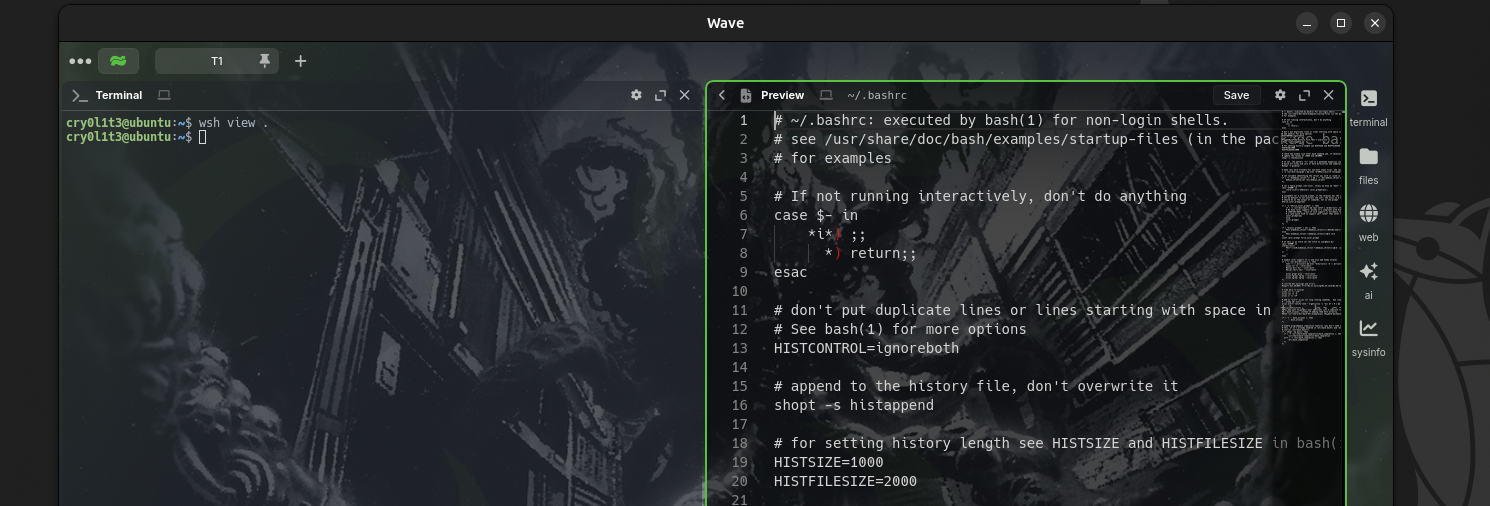 Wave
T1
Terminal
cry0l1t3@ubuntu:~$ wsh view .
cry0l1t3@ubuntu:~$
Preview ~/.bashrc Save
1 # ~/.bashrc: executed by bash(1) for non-login shells.
2 # see /usr/share/doc/bash/examples/startup-files (in the package ba
3 # for examples
4
5 # If not running interactively, don't do anything
6 case $- in
7 *i*) ;;
8 *) return;;
9 esac
10
11 # don't put duplicate lines or lines starting with space in
12 # See bash(1) for more options
13 HISTCONTROL=ignoreboth
14
15 # append to the history file, don't overwrite it
16 shopt -s histappend
17
18 # for setting history length see HISTSIZE and HISTFILESIZE in bash(
19 HISTSIZE=1000
20 HISTFILESIZE=2000
21
terminal
files
web
ai
sysinfo